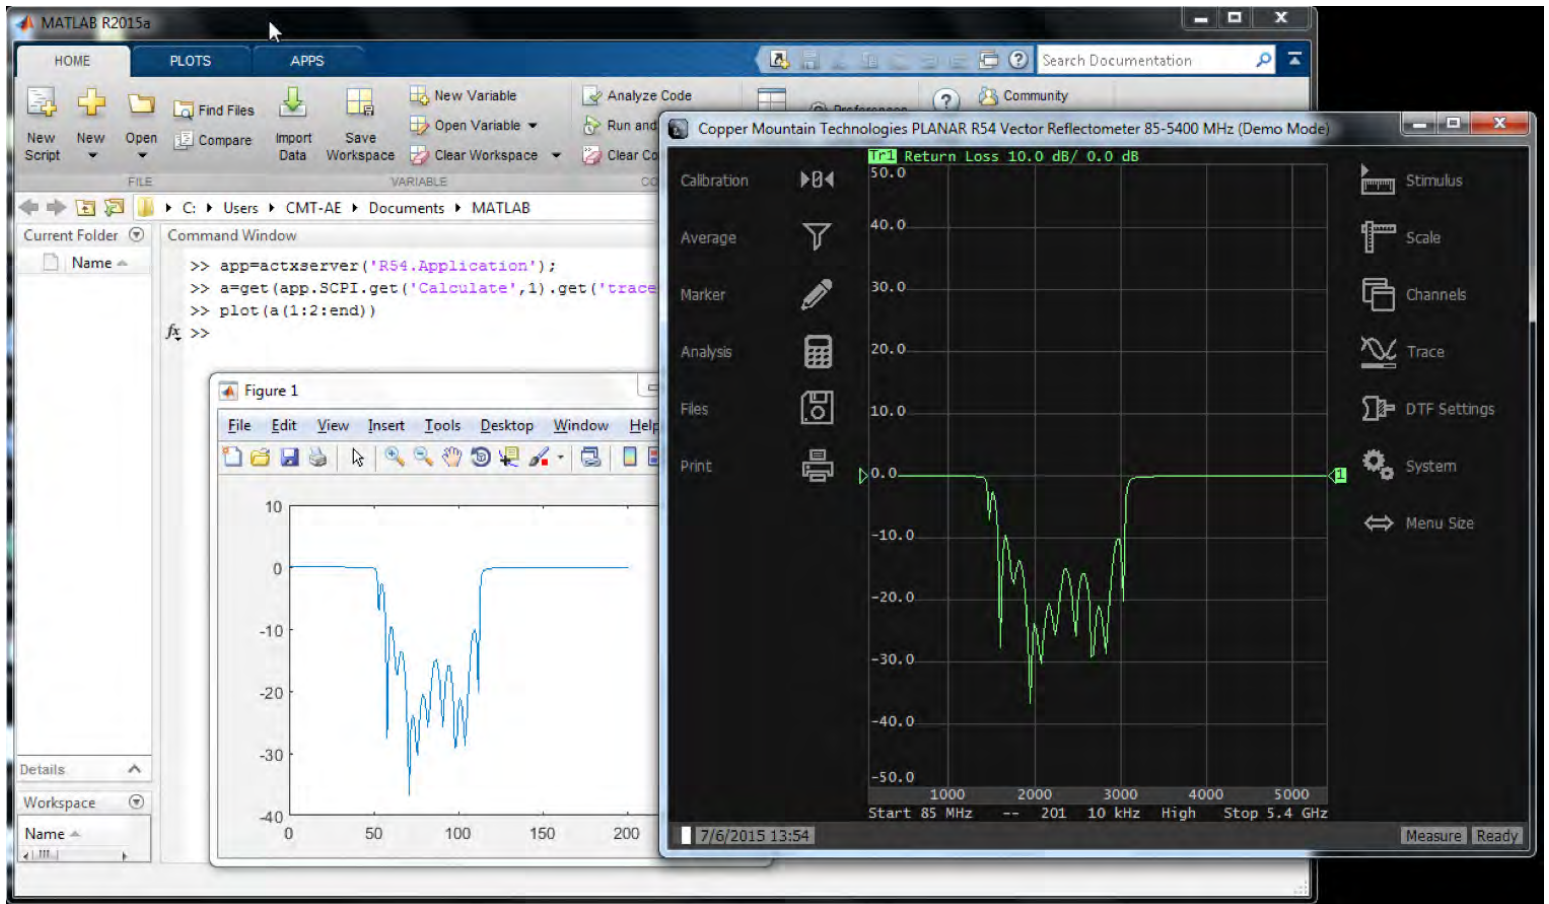 MATLAB R2015a
HOME PLOTS APPS
Search Documentation
New Script
New
Open
Find Files
Compare
Import Data
Save Workspace
New Variable
Open Variable
Clear Workspace
Analyze Code
Run and
Clear Co
Preferences
Community
FILE VARIABLE CO
C: Users CMT-AE Documents MATLAB
Current Folder
Name
Command Window
>> app=actxserver('R54.Application');
>> a=get(app.SCPI.get('Calculate',1).get('trace
>> plot(a(1:2:end))
fx >>
Details
Workspace
Name
Figure 1
File Edit View Insert Tools Desktop Window Help
10
0
-10
-20
-30
-40
0 50 100 150 200
Copper Mountain Technologies PLANAR R54 Vector Reflectometer 85-5400 MHz (Demo Mode)
Tr1 Return Loss 10.0 dB/ 0.0 dB
Calibration
Average
Marker
Analysis
Files
Print
50.0
40.0
30.0
20.0
10.0
0.0
-10.0
-20.0
-30.0
-40.0
-50.0
1
1000 2000 3000 4000 5000
Start 85 MHz -- 201 10 kHz High Stop 5.4 GHz
Stimulus
Scale
Channels
Trace
DTF Settings
System
Menu Size
7/6/2015 13:54
Measure Ready